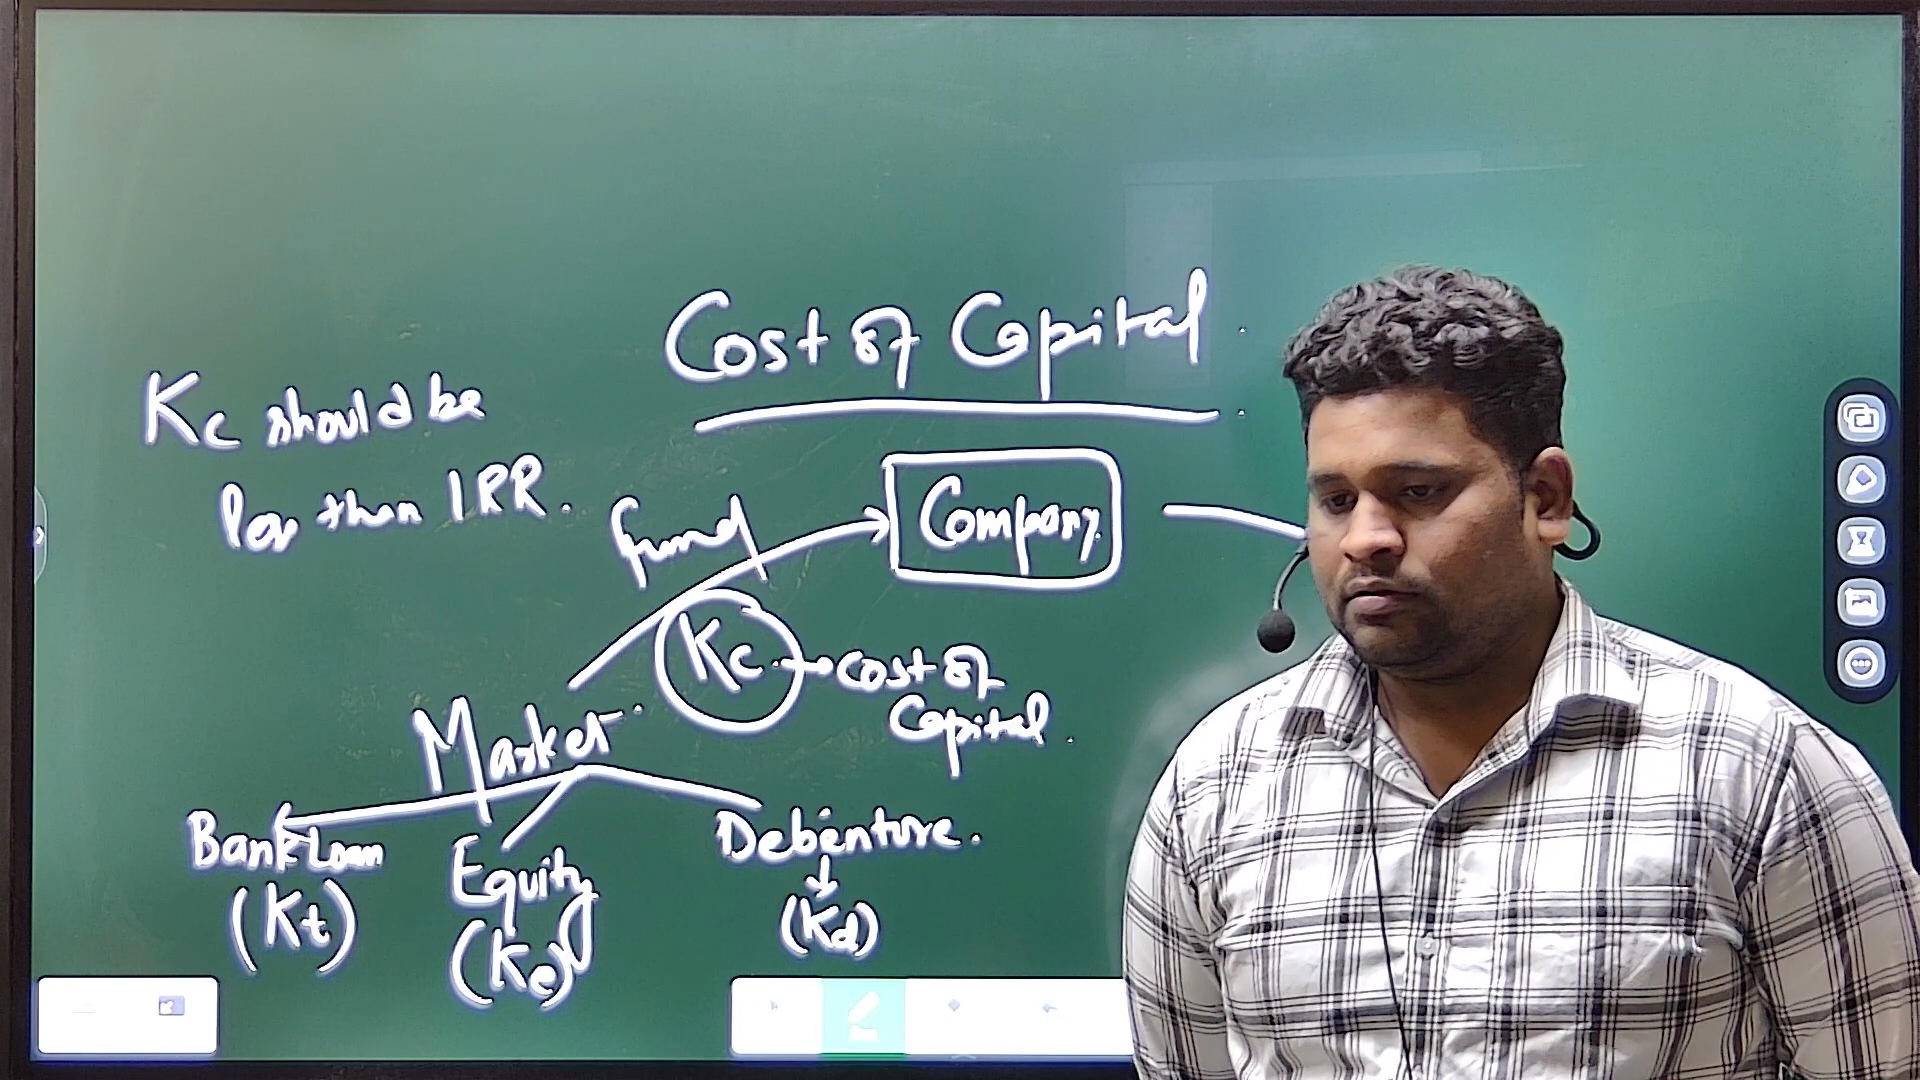 Cost of Capital
Kc should be
less than IRR.
Fund
Company
Kc → Cost of
Capital
Market
Bank Loan
(Kt)
Equity
(Ke)
Debenture.
(Kd)